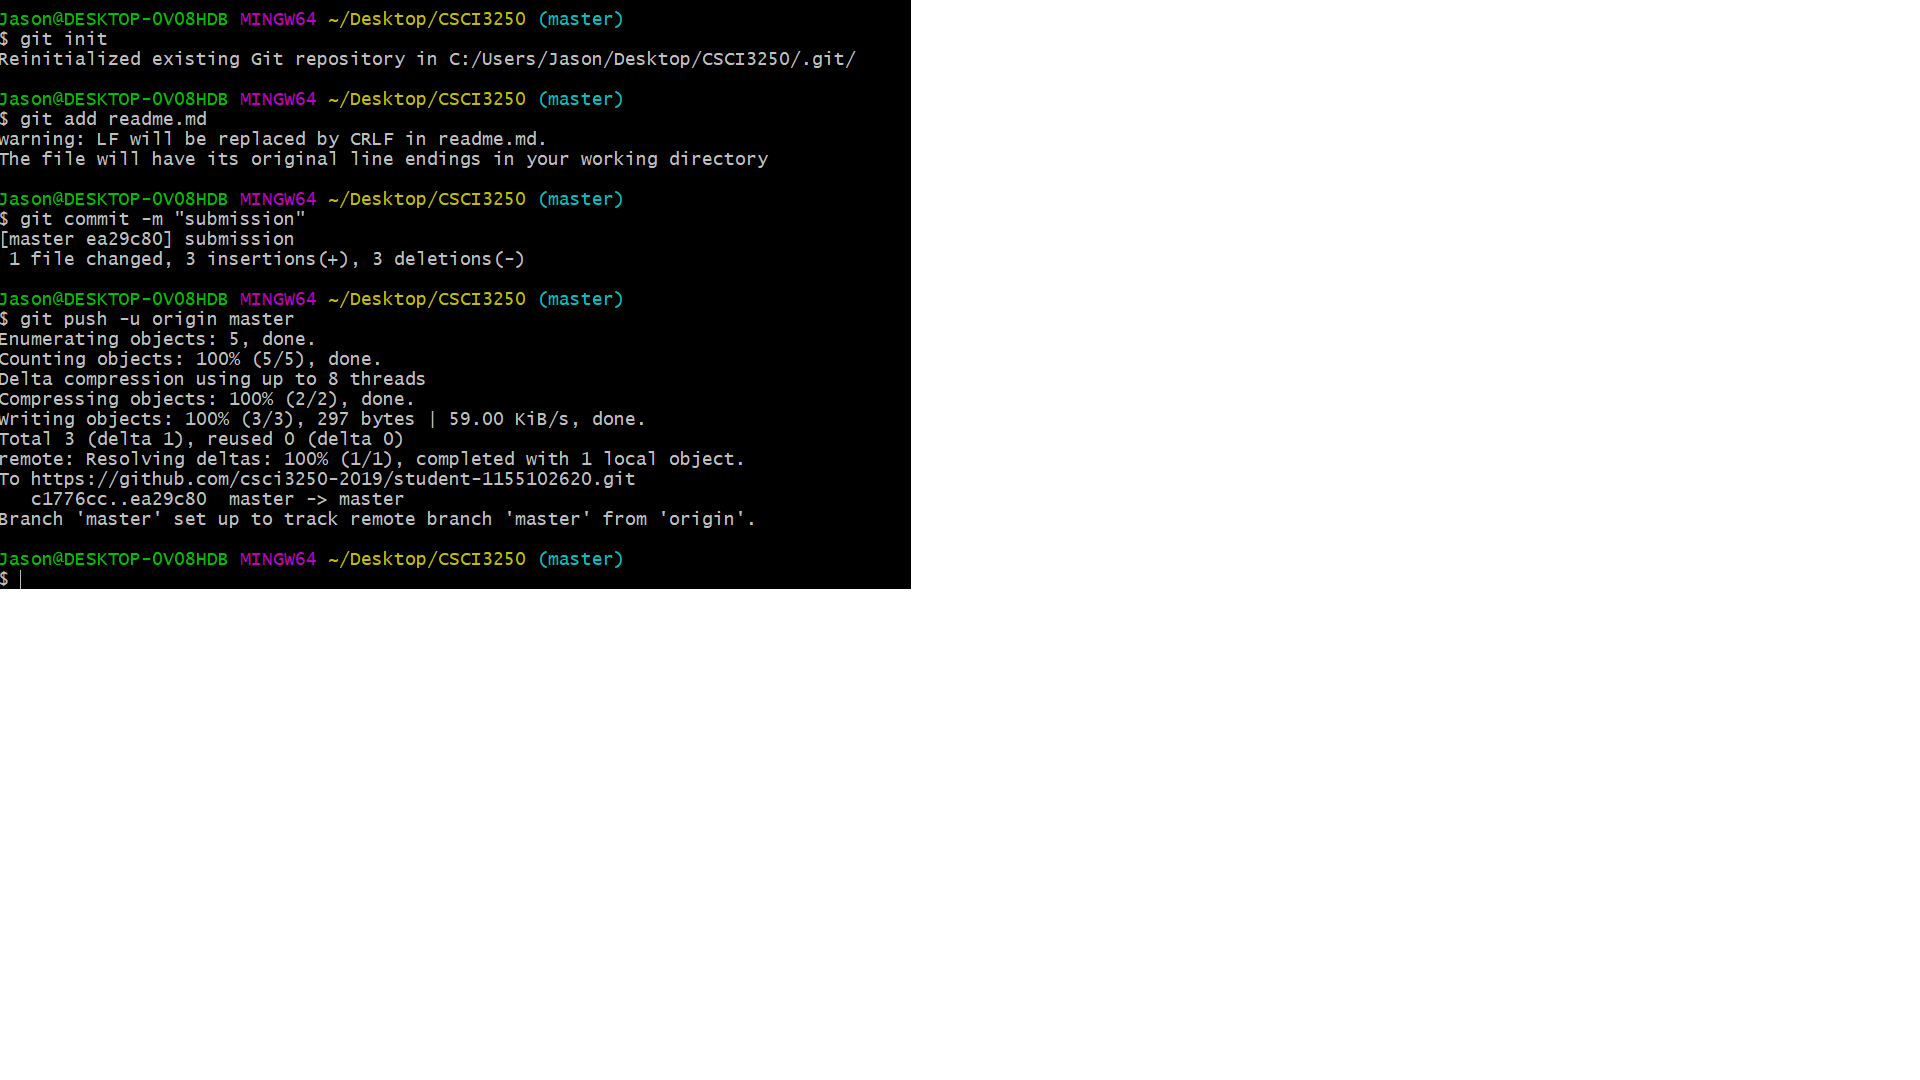 Jason@DESKTOP-0V08HDB MINGW64 ~/Desktop/CSCI3250 (master)
$ git init
Reinitialized existing Git repository in C:/Users/Jason/Desktop/CSCI3250/.git/
Jason@DESKTOP-0V08HDB MINGW64 ~/Desktop/CSCI3250 (master)
$ git add readme.md
warning: LF will be replaced by CRLF in readme.md.
The file will have its original line endings in your working directory
Jason@DESKTOP-0V08HDB MINGW64 ~/Desktop/CSCI3250 (master)
$ git commit -m "submission"
[master ea29c80] submission
 1 file changed, 3 insertions(+), 3 deletions(-)
Jason@DESKTOP-0V08HDB MINGW64 ~/Desktop/CSCI3250 (master)
$ git push -u origin master
Enumerating objects: 5, done.
Counting objects: 100% (5/5), done.
Delta compression using up to 8 threads
Compressing objects: 100% (2/2), done.
Writing objects: 100% (3/3), 297 bytes | 59.00 KiB/s, done.
Total 3 (delta 1), reused 0 (delta 0)
remote: Resolving deltas: 100% (1/1), completed with 1 local object.
To https://github.com/csci3250-2019/student-1155102620.git
   c1776cc..ea29c80  master -> master
Branch 'master' set up to track remote branch 'master' from 'origin'.
Jason@DESKTOP-0V08HDB MINGW64 ~/Desktop/CSCI3250 (master)
$